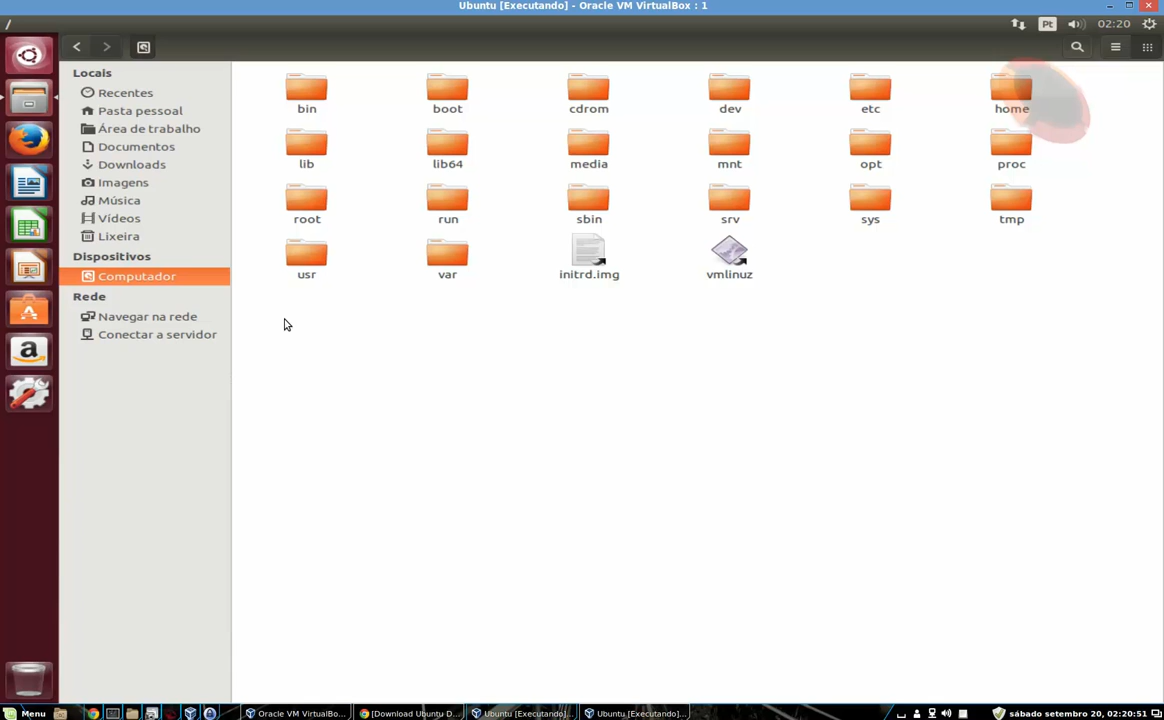 Ubuntu [Executando] - Oracle VM VirtualBox : 1
/
Pt
02:20
Locais
Recentes
Pasta pessoal
Área de trabalho
Documentos
Downloads
Imagens
Música
Vídeos
Lixeira
Dispositivos
Computador
Rede
Navegar na rede
Conectar a servidor
bin boot cdrom dev etc home
lib lib64 media mnt opt proc
root run sbin srv sys tmp
usr var initrd.img vmlinuz
a
Menu
Oracle VM VirtualBo...
[Download Ubuntu D...
Ubuntu [Executando]...
Ubuntu [Executando]...
sábado setembro 20, 02:20:51